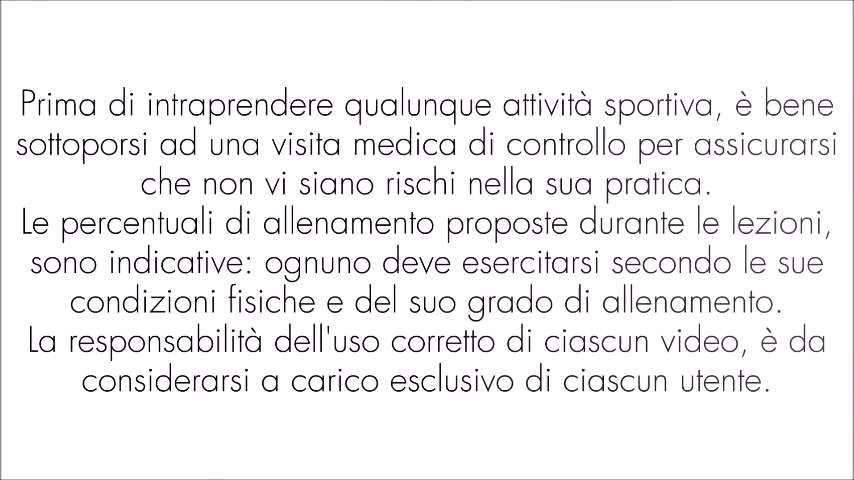 Prima di intraprendere qualunque attività sportiva, è bene
sottoporsi ad una visita medica di controllo per assicurarsi
che non vi siano rischi nella sua pratica.
Le percentuali di allenamento proposte durante le lezioni,
sono indicative: ognuno deve esercitarsi secondo le sue
condizioni fisiche e del suo grado di allenamento.
La responsabilità dell'uso corretto di ciascun video, è da
considerarsi a carico esclusivo di ciascun utente.